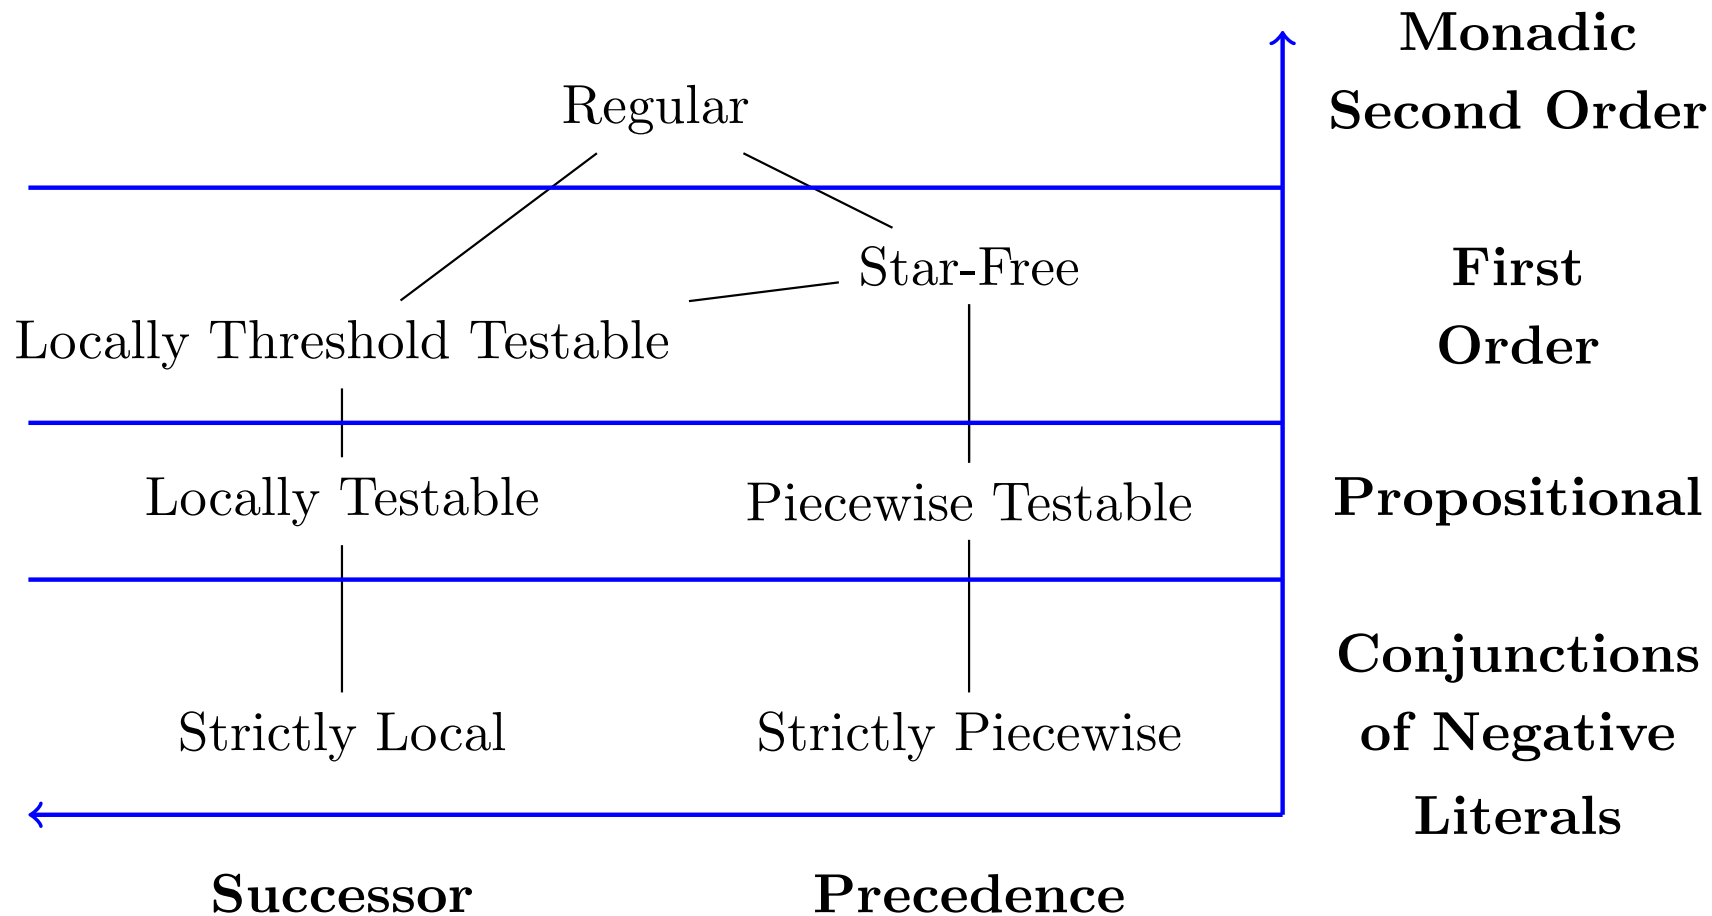 Monadic
Second Order
Regular
Star-Free
First
Order
Locally Threshold Testable
Locally Testable
Piecewise Testable
Propositional
Strictly Local
Strictly Piecewise
Conjunctions
of Negative
Literals
Successor
Precedence